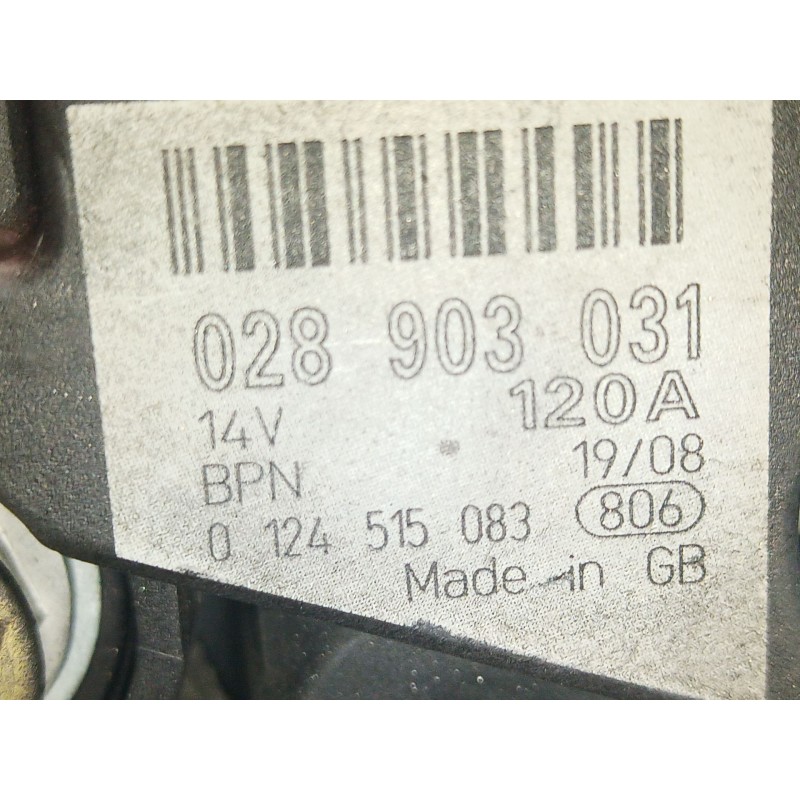 028 903 031
14V 120A
BPN 19/08
0 124 515 083 806
Made in GB